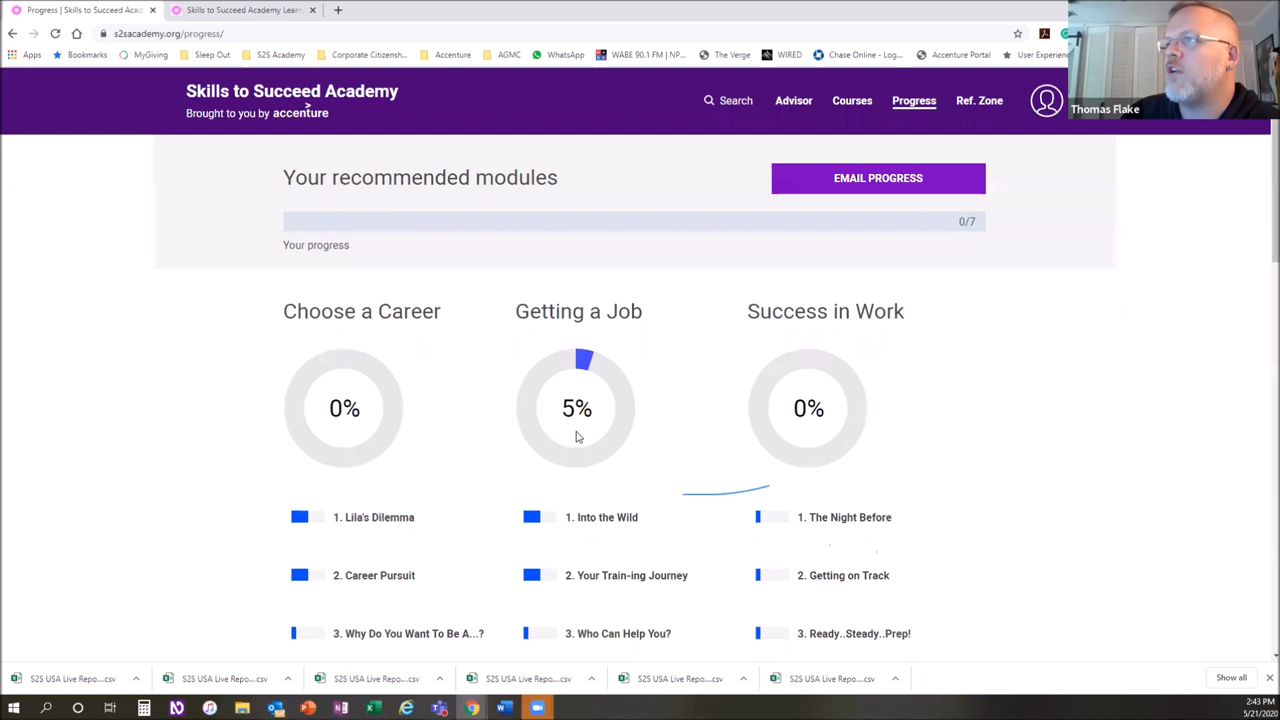 Progress | Skills to Succeed Acad
Skills to Succeed Academy Learn
s2sacademy.org/progress/
Apps
Bookmarks
MyGiving
Sleep Out
S2S Academy
Corporate Citizensh...
Accenture
AGMC
WhatsApp
WABE 90.1 FM | NP...
The Verge
WIRED
Chase Online - Log...
Accenture Portal
User Experienc
Thomas Flake
Skills to Succeed Academy
Brought to you by accenture
Search
Advisor
Courses
Progress
Ref. Zone
Your recommended modules
EMAIL PROGRESS
0/7
Your progress
Choose a Career
Getting a Job
Success in Work
0%
5%
0%
1. Lila's Dilemma
1. Into the Wild
1. The Night Before
2. Career Pursuit
2. Your Train-ing Journey
2. Getting on Track
3. Why Do You Want To Be A...?
3. Who Can Help You?
3. Ready..Steady..Prep!
S2S USA Live Repo....csv
S2S USA Live Repo....csv
S2S USA Live Repo....csv
S2S USA Live Repo....csv
S2S USA Live Repo....csv
S2S USA Live Repo....csv
Show all
2:43 PM
5/21/2020